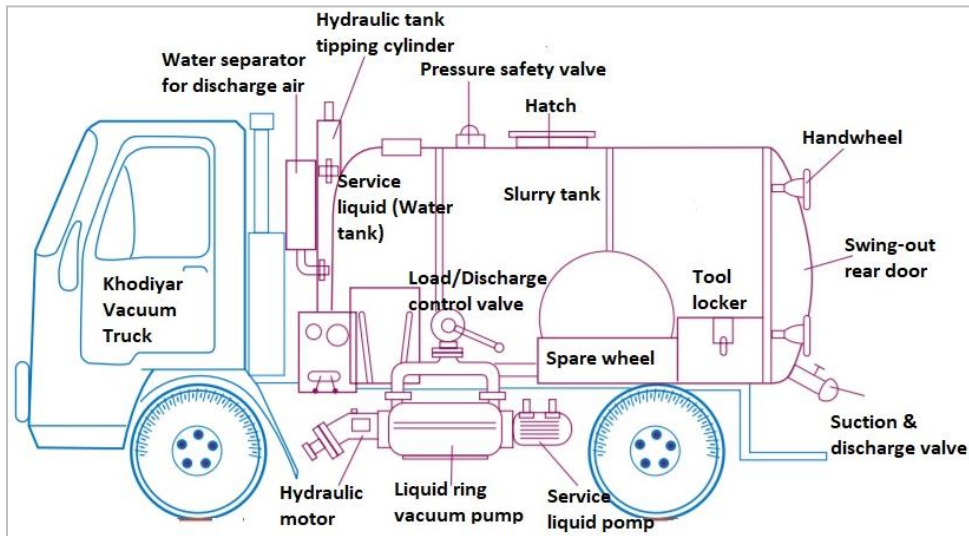 Hydraulic tank
tipping cylinder
Water separator
for discharge air
Pressure safety valve
Hatch
Handwheel
Service
liquid (Water
tank)
Slurry tank
Swing-out
rear door
Khodiyar
Vacuum
Truck
Load/Discharge
control valve
Tool
locker
Spare wheel
Suction &
discharge valve
Hydraulic
motor
Liquid ring
vacuum pump
Service
liquid pomp